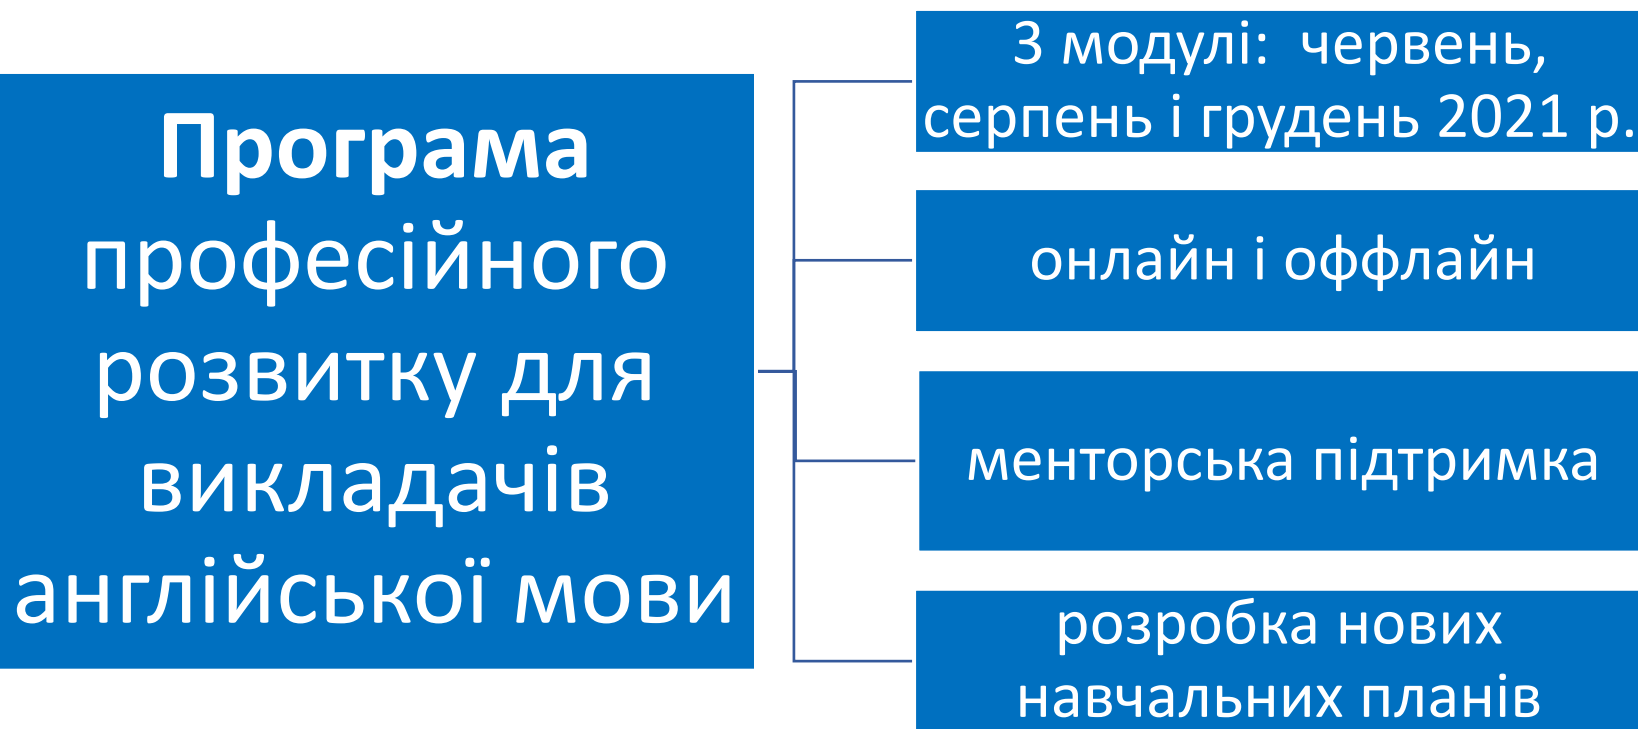 Програма
професійного
розвитку для
викладачів
англійської мови
3 модулі:  червень,
серпень і грудень 2021 р.
онлайн і оффлайн
менторська підтримка
розробка нових
навчальних планів